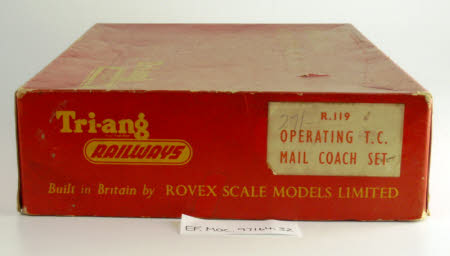 Tri-ang
RAILWAYS
R.119
OPERATING T.C.
MAIL COACH SET
Built in Britain by ROVEX SCALE MODELS LIMITED